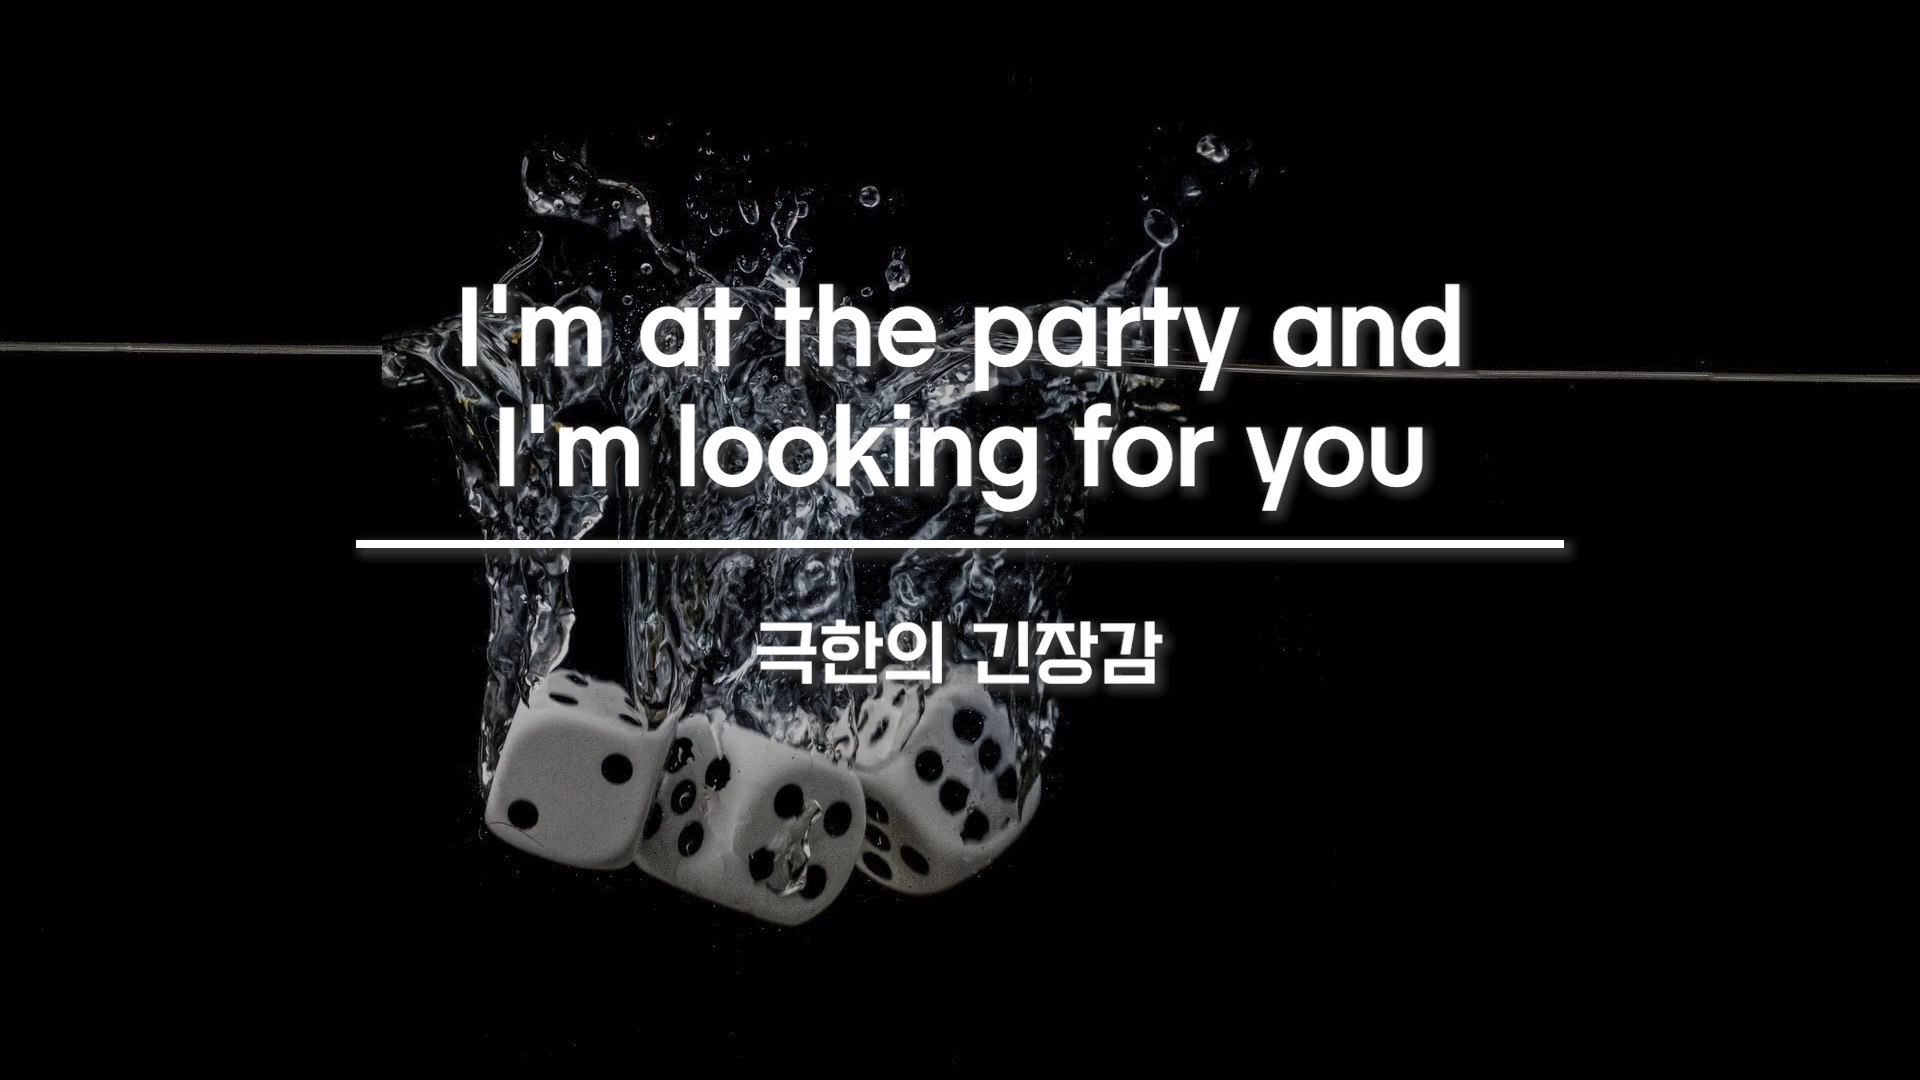 I'm at the party and
I'm looking for you
극한의 긴장감